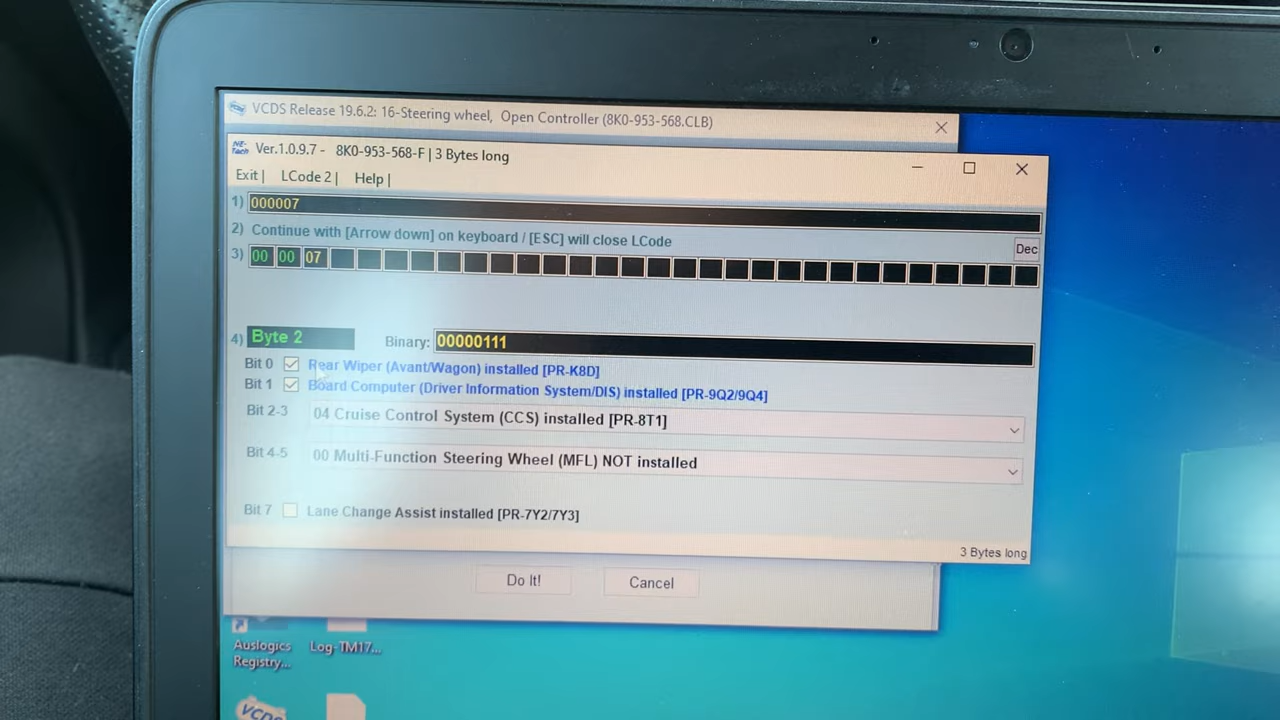 VCDS Release 19.6.2: 16-Steering wheel, Open Controller (8K0-953-568.CLB)
NE-Tech Ver.1.0.9.7 - 8K0-953-568-F | 3 Bytes long
Exit | LCode 2 | Help |
1) 000007
2) Continue with [Arrow down] on keyboard / [ESC] will close LCode
Dec
3) 00 00 07
4) Byte 2 Binary: 00000111
Bit 0 Rear Wiper (Avant/Wagon) installed [PR-K8D]
Bit 1 Board Computer (Driver Information System/DIS) installed [PR-9Q2/9Q4]
Bit 2-3 04 Cruise Control System (CCS) installed [PR-8T1]
Bit 4-5 00 Multi-Function Steering Wheel (MFL) NOT installed
Bit 7 Lane Change Assist installed [PR-7Y2/7Y3]
3 Bytes long
Do It! Cancel
Auslogics Registry... Log-TM17...
VCDS